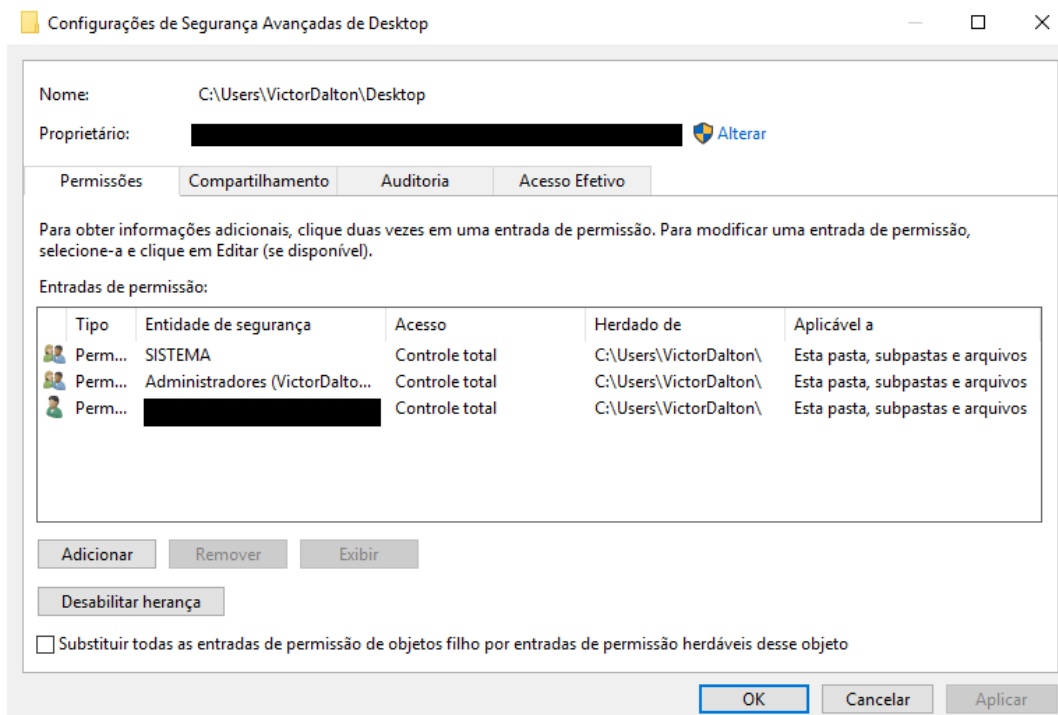 Configurações de Segurança Avançadas de Desktop
Nome: C:\Users\VictorDalton\Desktop
Proprietário: Alterar
Permissões Compartilhamento Auditoria Acesso Efetivo
Para obter informações adicionais, clique duas vezes em uma entrada de permissão. Para modificar uma entrada de permissão,
selecione-a e clique em Editar (se disponível).
Entradas de permissão:
Tipo Entidade de segurança Acesso Herdado de Aplicável a
Perm... SISTEMA Controle total C:\Users\VictorDalton\ Esta pasta, subpastas e arquivos
Perm... Administradores (VictorDalto... Controle total C:\Users\VictorDalton\ Esta pasta, subpastas e arquivos
Perm... Controle total C:\Users\VictorDalton\ Esta pasta, subpastas e arquivos
Adicionar Remover Exibir
Desabilitar herança
Substituir todas as entradas de permissão de objetos filho por entradas de permissão herdáveis desse objeto
OK Cancelar Aplicar